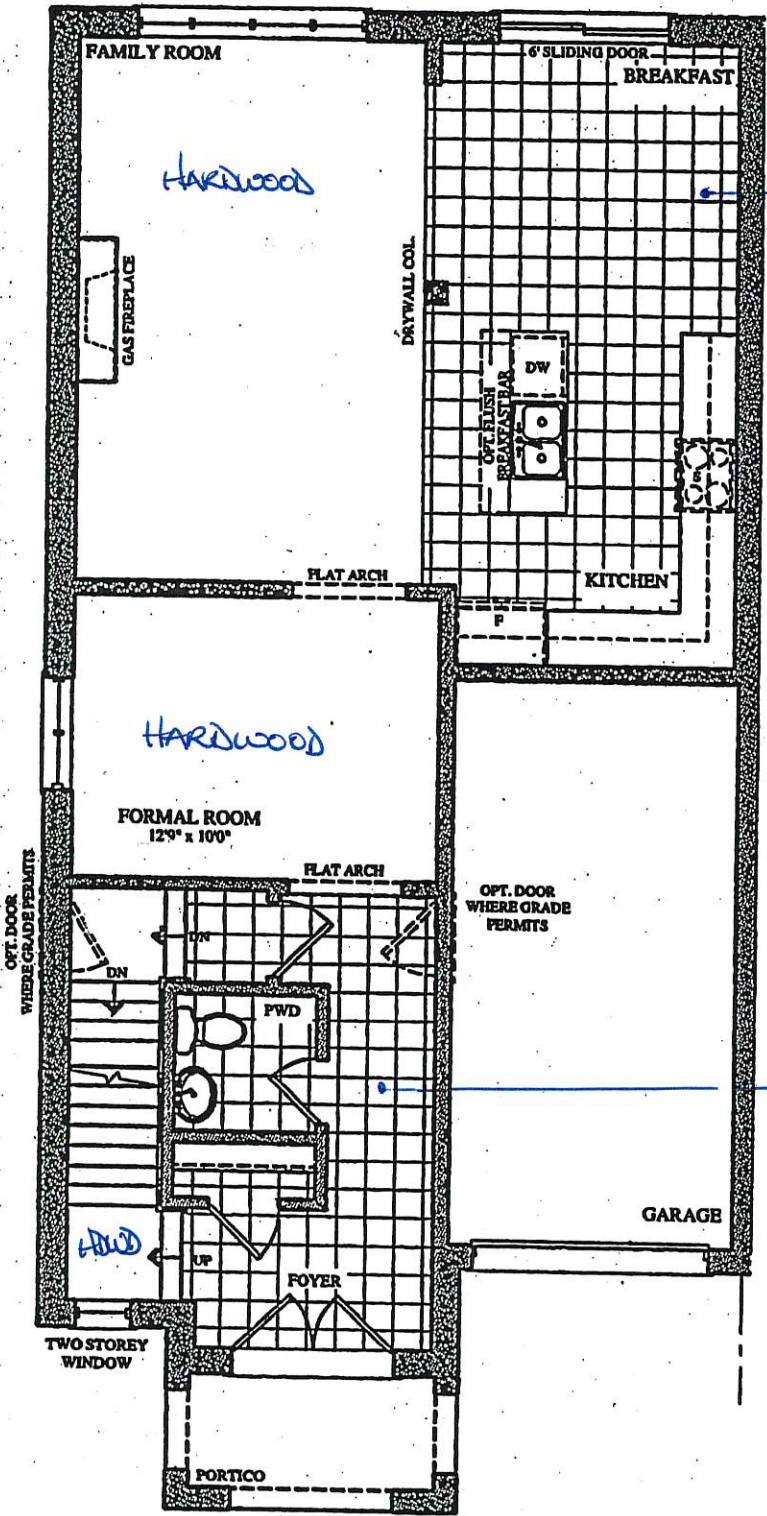 FAMILY ROOM
6' SLIDING DOOR
BREAKFAST
HARDWOOD
GAS FIREPLACE
DRYWALL COL.
DW
OPT. FLUSH
BREAKFAST BAR
S
FLAT ARCH
KITCHEN
F
HARDWOOD
FORMAL ROOM
12'9" x 10'0"
FLAT ARCH
OPT. DOOR
WHERE GRADE PERMITS
OPT. DOOR
WHERE GRADE
PERMITS
DN
DN
PWD
GARAGE
HDWD
UP
FOYER
TWO STOREY
WINDOW
PORTICO